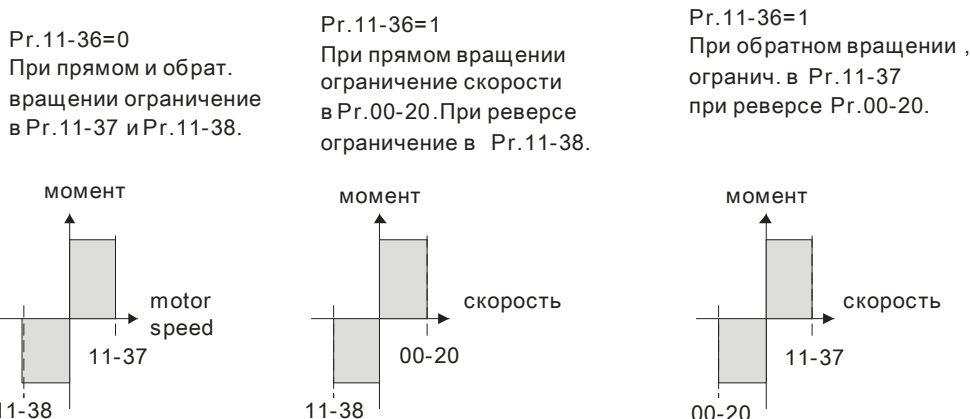 Pr.11-36=0
При прямом и обрат.
вращении ограничение
в Pr.11-37 и Pr.11-38.
Pr.11-36=1
При прямом вращении
ограничение скорости
в Pr.00-20.При реверсе
ограничение в Pr.11-38.
Pr.11-36=1
При обратном вращении ,
огранич. в Pr.11-37
при реверсе Pr.00-20.
момент
motor
speed
11-37
11-38
момент
скорость
00-20
11-38
момент
скорость
11-37
00-20